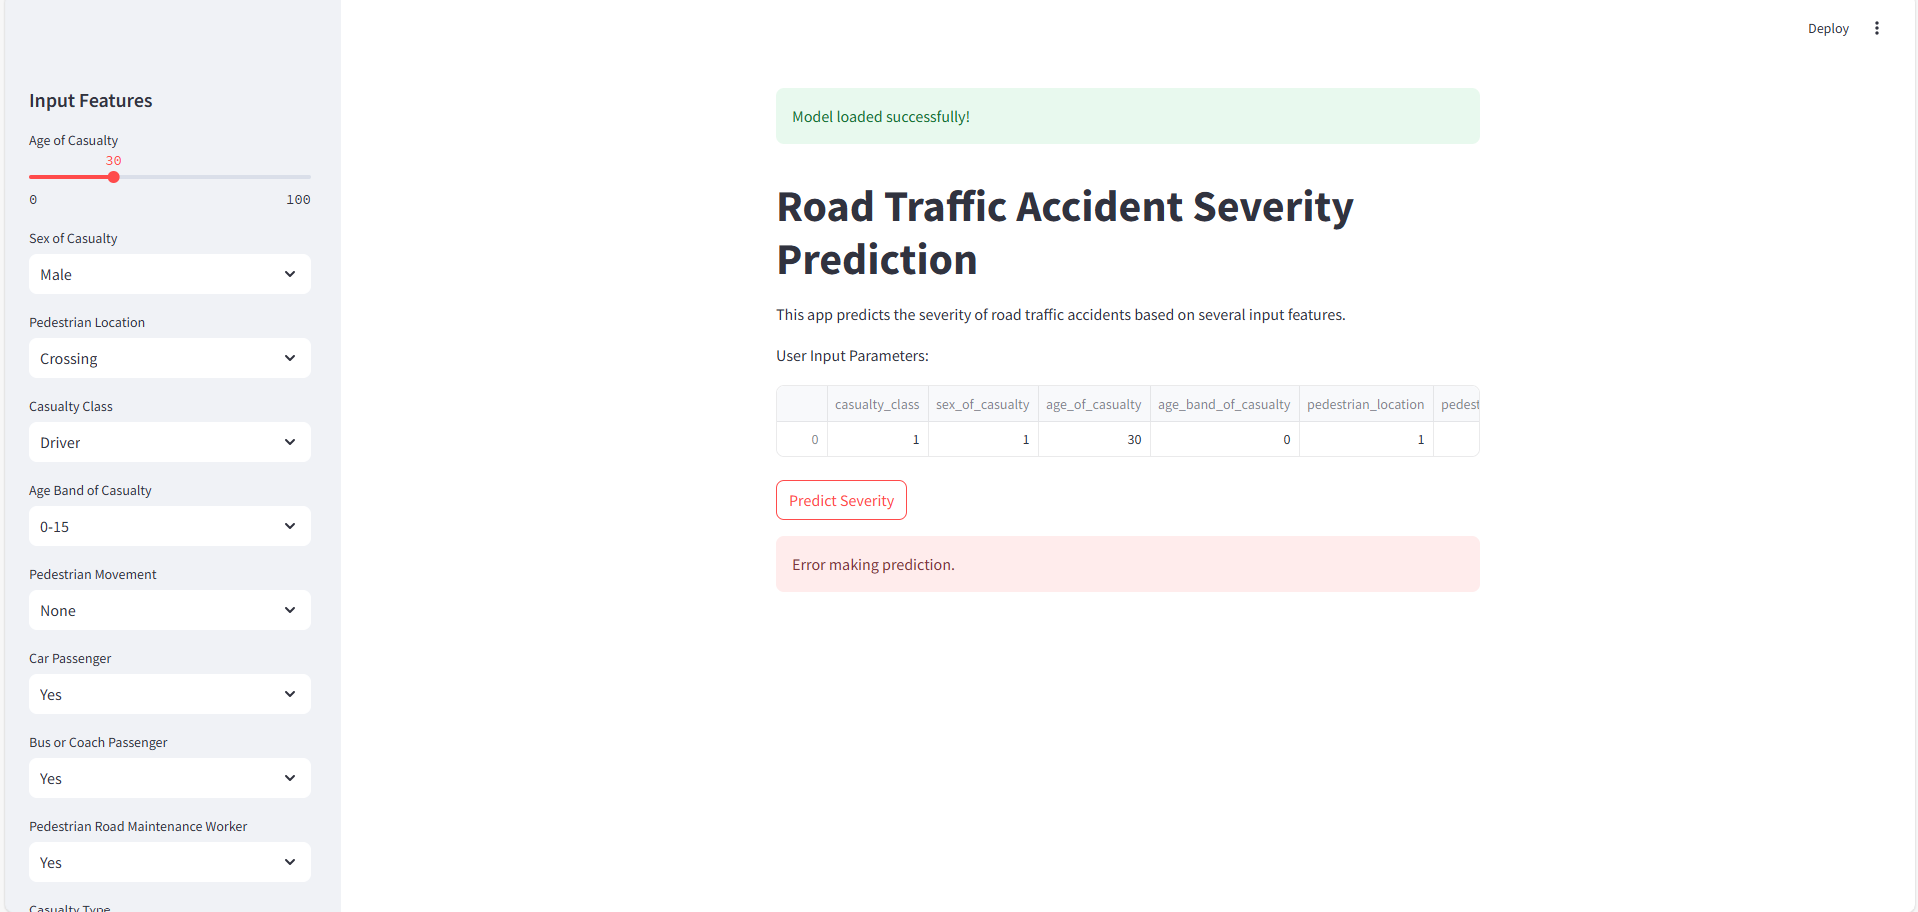 Deploy
Input Features
Age of Casualty
30
0 100
Sex of Casualty
Male
Pedestrian Location
Crossing
Casualty Class
Driver
Age Band of Casualty
0-15
Pedestrian Movement
None
Car Passenger
Yes
Bus or Coach Passenger
Yes
Pedestrian Road Maintenance Worker
Yes
Casualty Type
Model loaded successfully!
Road Traffic Accident Severity
Prediction
This app predicts the severity of road traffic accidents based on several input features.
User Input Parameters:
casualty_class sex_of_casualty age_of_casualty age_band_of_casualty pedestrian_location pedest
0 1 1 30 0 1
Predict Severity
Error making prediction.